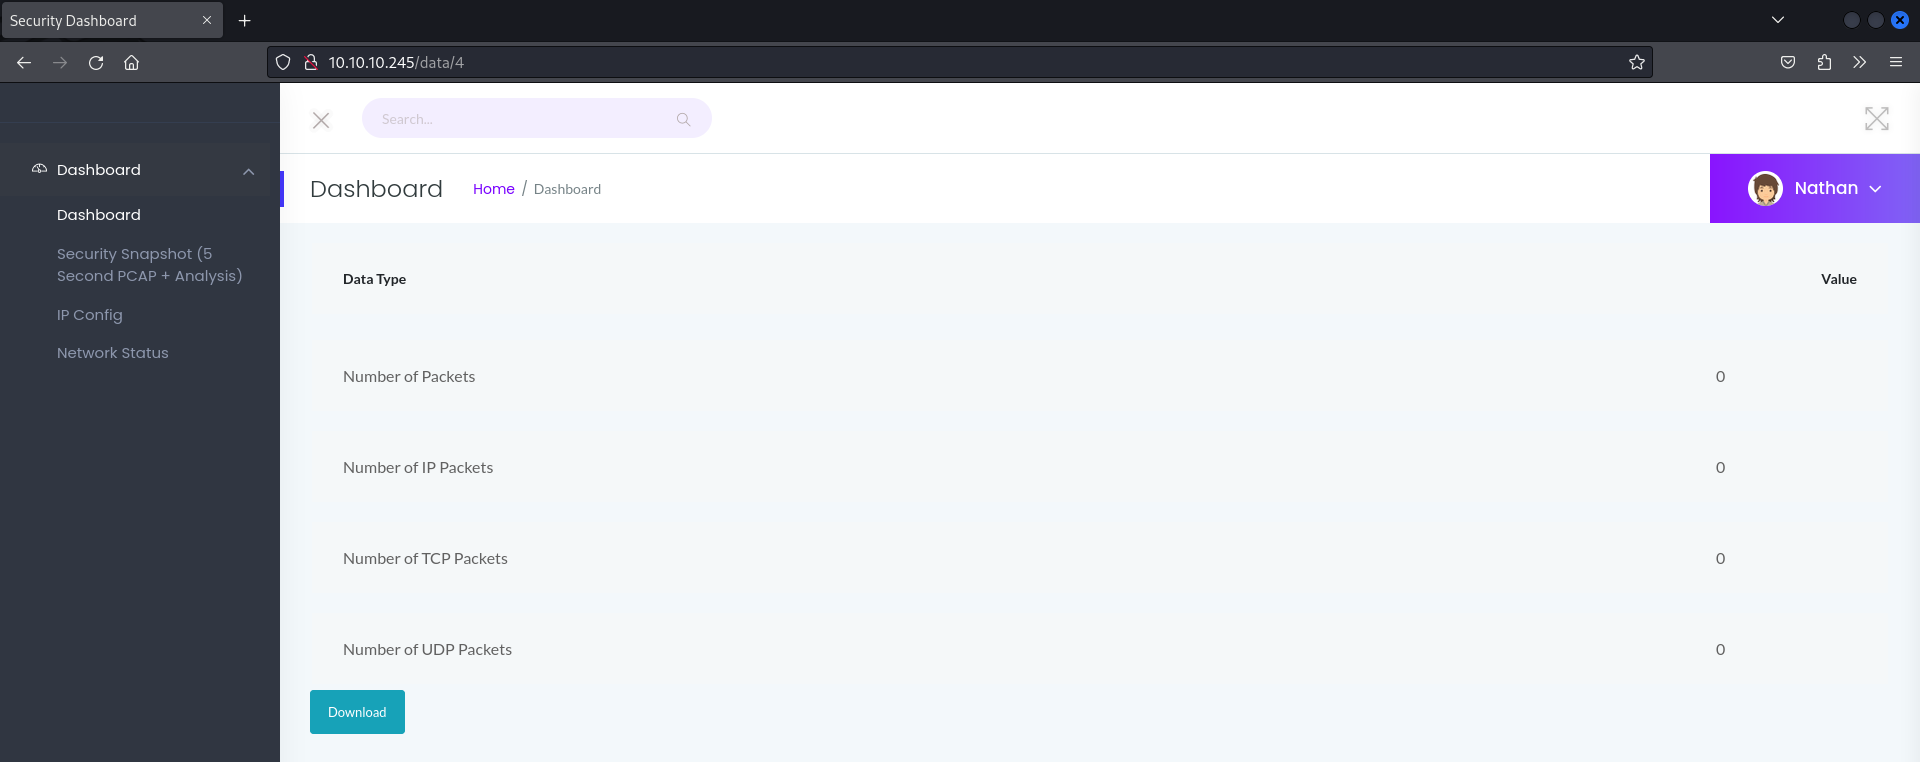 Security Dashboard
10.10.10.245/data/4
Search...
Dashboard
Dashboard
Security Snapshot (5
Second PCAP + Analysis)
IP Config
Network Status
Dashboard
Home / Dashboard
Nathan
Data Type Value
Number of Packets 0
Number of IP Packets 0
Number of TCP Packets 0
Number of UDP Packets 0
Download